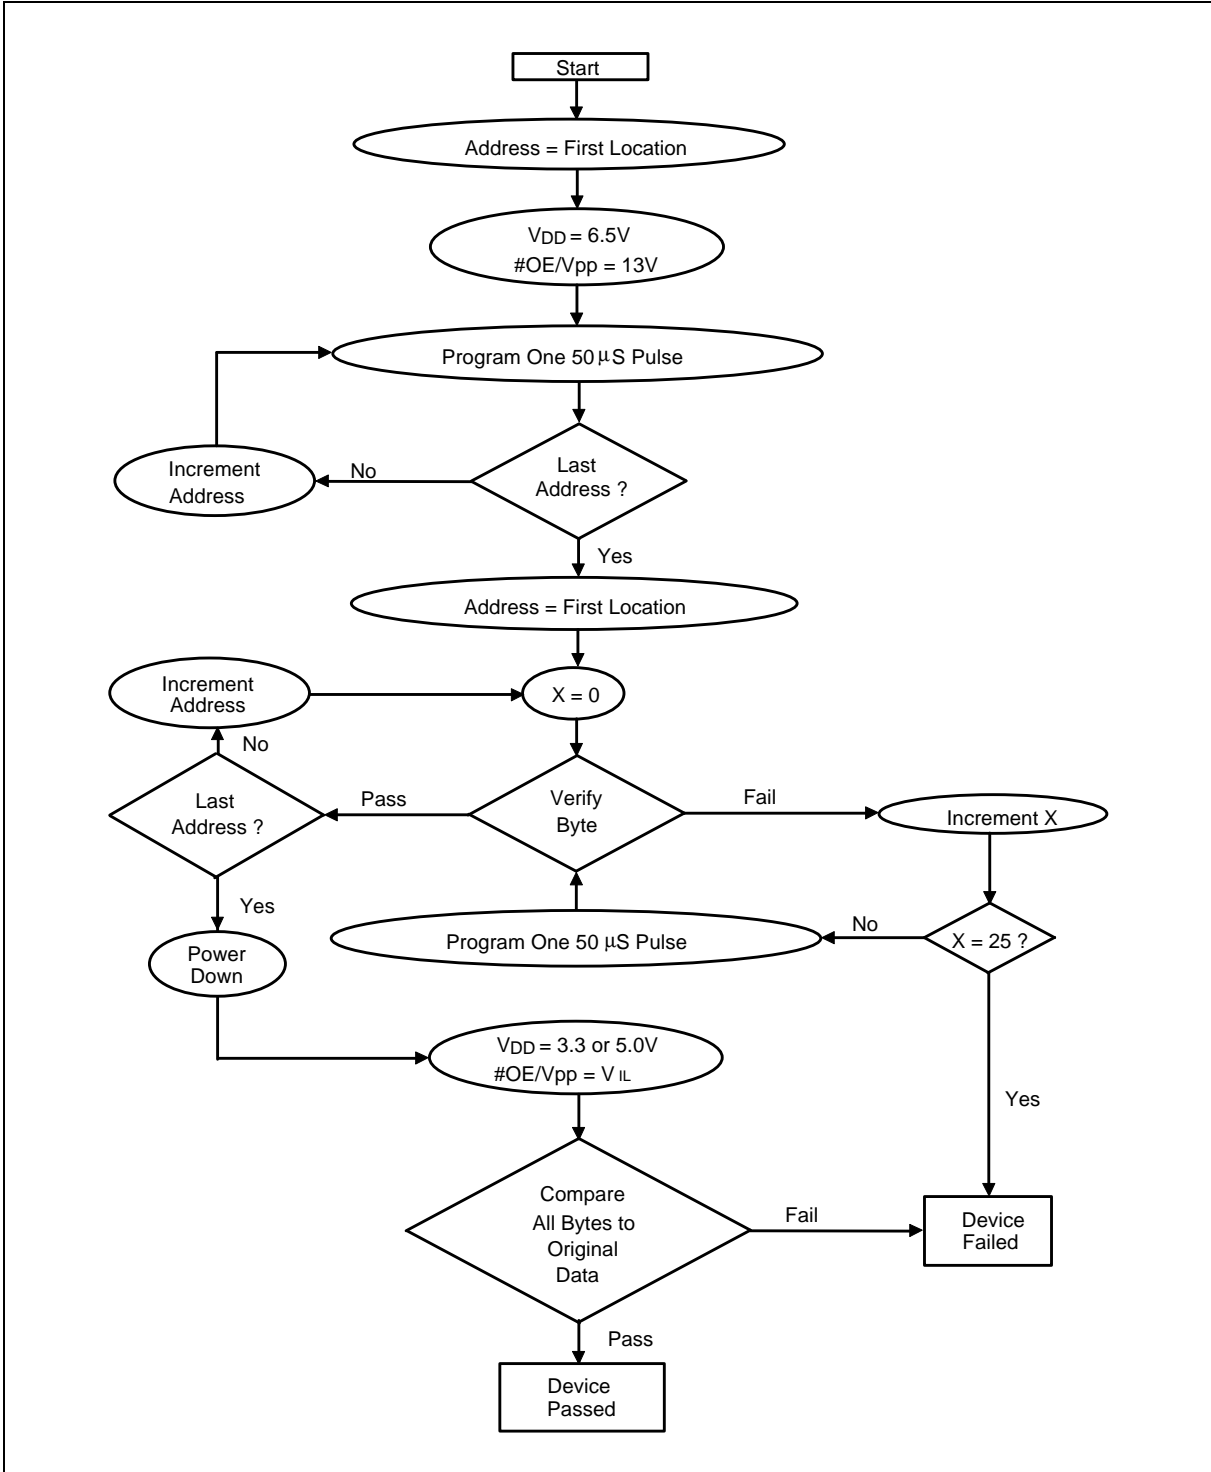 Start
Address = First Location
VDD = 6.5V
#OE/Vpp = 13V
Program One 50 μS Pulse
Increment
Address
No
Last
Address ?
Yes
Address = First Location
Increment
Address
X = 0
No
Last
Address ?
Pass
Verify
Byte
Fail
Increment X
Yes
Power
Down
Program One 50 μS Pulse
No
X = 25 ?
VDD = 3.3 or 5.0V
#OE/Vpp = VIL
Yes
Compare
All Bytes to
Original
Data
Fail
Device
Failed
Pass
Device
Passed